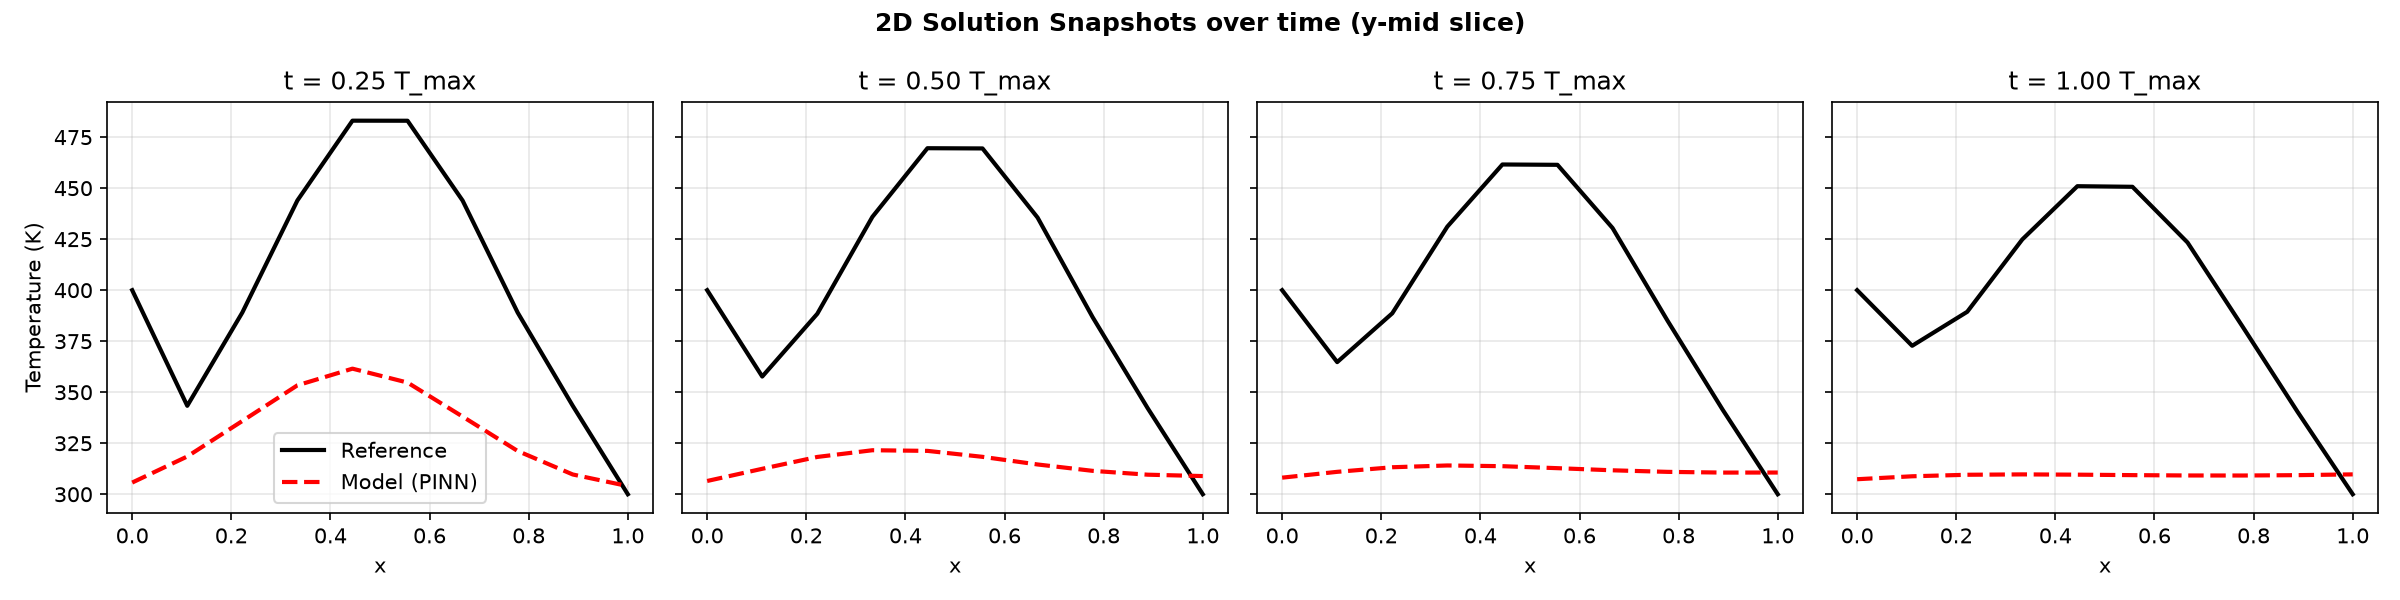 2D Solution Snapshots over time (y-mid slice)
t = 0.25 T_max
t = 0.50 T_max
t = 0.75 T_max
t = 1.00 T_max
Temperature (K)
475
450
425
400
375
350
325
300
Reference
Model (PINN)
0.0 0.2 0.4 0.6 0.8 1.0
0.0 0.2 0.4 0.6 0.8 1.0
0.0 0.2 0.4 0.6 0.8 1.0
0.0 0.2 0.4 0.6 0.8 1.0
x
x
x
x